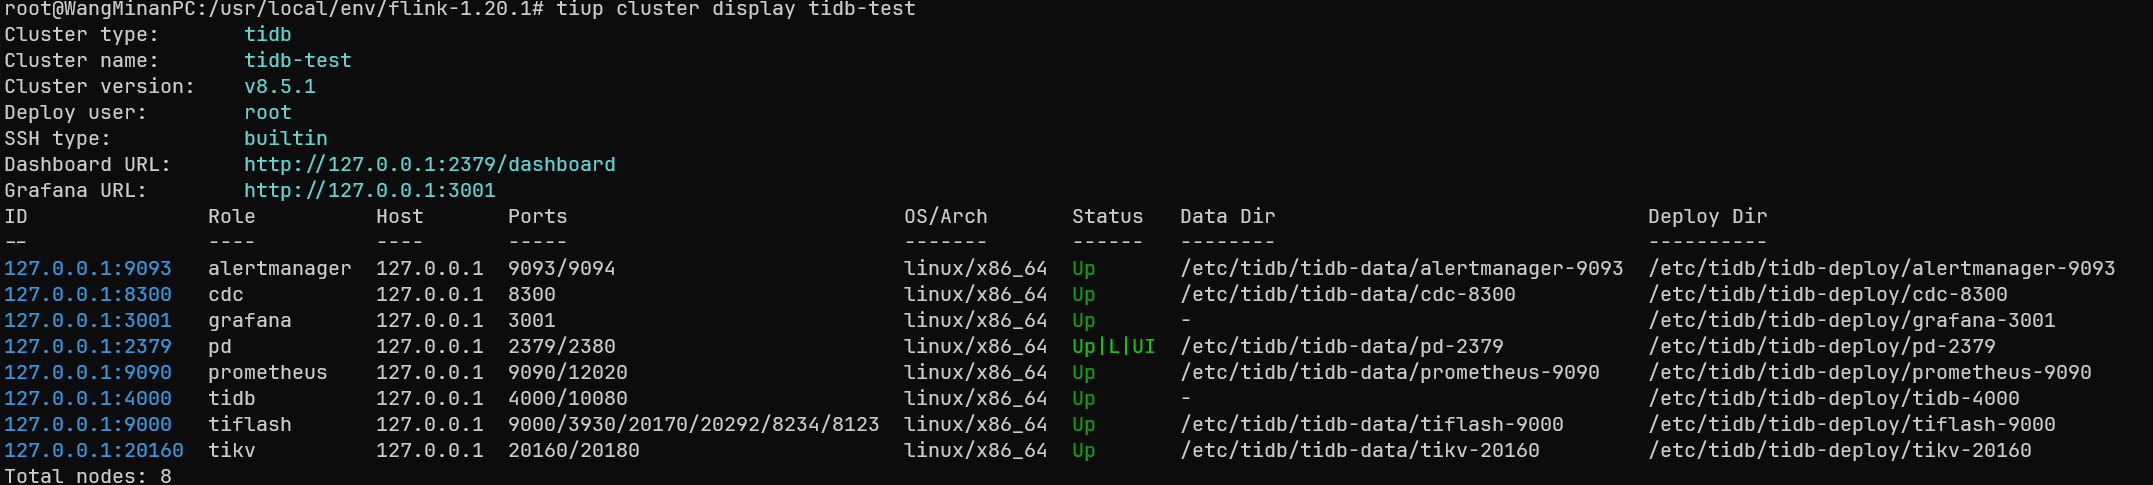 root@WangMinanPC:/usr/local/env/flink-1.20.1# tiup cluster display tidb-test
Cluster type:       tidb
Cluster name:       tidb-test
Cluster version:    v8.5.1
Deploy user:        root
SSH type:           builtin
Dashboard URL:      http://127.0.0.1:2379/dashboard
Grafana URL:        http://127.0.0.1:3001
ID               Role          Host       Ports                            OS/Arch       Status   Data Dir                               Deploy Dir
--               ----          ----       -----                            -------       ------   --------                               ----------
127.0.0.1:9093   alertmanager  127.0.0.1  9093/9094                        linux/x86_64  Up       /etc/tidb/tidb-data/alertmanager-9093  /etc/tidb/tidb-deploy/alertmanager-9093
127.0.0.1:8300   cdc           127.0.0.1  8300                             linux/x86_64  Up       /etc/tidb/tidb-data/cdc-8300           /etc/tidb/tidb-deploy/cdc-8300
127.0.0.1:3001   grafana       127.0.0.1  3001                             linux/x86_64  Up       -                                      /etc/tidb/tidb-deploy/grafana-3001
127.0.0.1:2379   pd            127.0.0.1  2379/2380                        linux/x86_64  Up|L|UI  /etc/tidb/tidb-data/pd-2379            /etc/tidb/tidb-deploy/pd-2379
127.0.0.1:9090   prometheus    127.0.0.1  9090/12020                       linux/x86_64  Up       /etc/tidb/tidb-data/prometheus-9090    /etc/tidb/tidb-deploy/prometheus-9090
127.0.0.1:4000   tidb          127.0.0.1  4000/10080                       linux/x86_64  Up       -                                      /etc/tidb/tidb-deploy/tidb-4000
127.0.0.1:9000   tiflash       127.0.0.1  9000/3930/20170/20292/8234/8123  linux/x86_64  Up       /etc/tidb/tidb-data/tiflash-9000       /etc/tidb/tidb-deploy/tiflash-9000
127.0.0.1:20160  tikv          127.0.0.1  20160/20180                      linux/x86_64  Up       /etc/tidb/tidb-data/tikv-20160         /etc/tidb/tidb-deploy/tikv-20160
Total nodes: 8